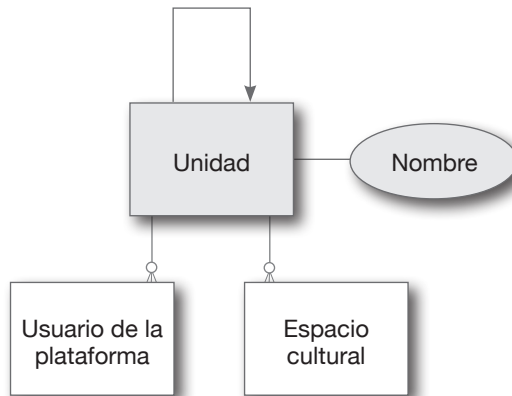 Unidad
Nombre
Usuario de la
plataforma
Espacio
cultural